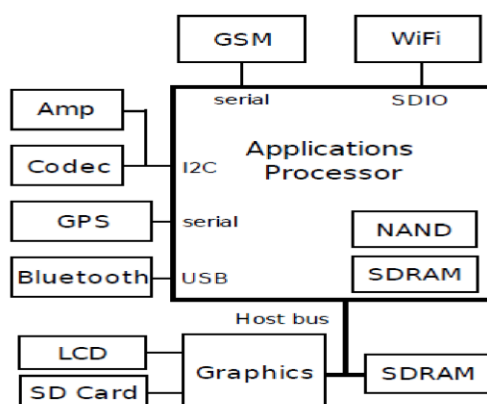 GSM
WiFi
serial
SDIO
Amp
Codec
I2C
Applications
Processor
GPS
serial
NAND
Bluetooth
USB
SDRAM
Host bus
LCD
Graphics
SDRAM
SD Card